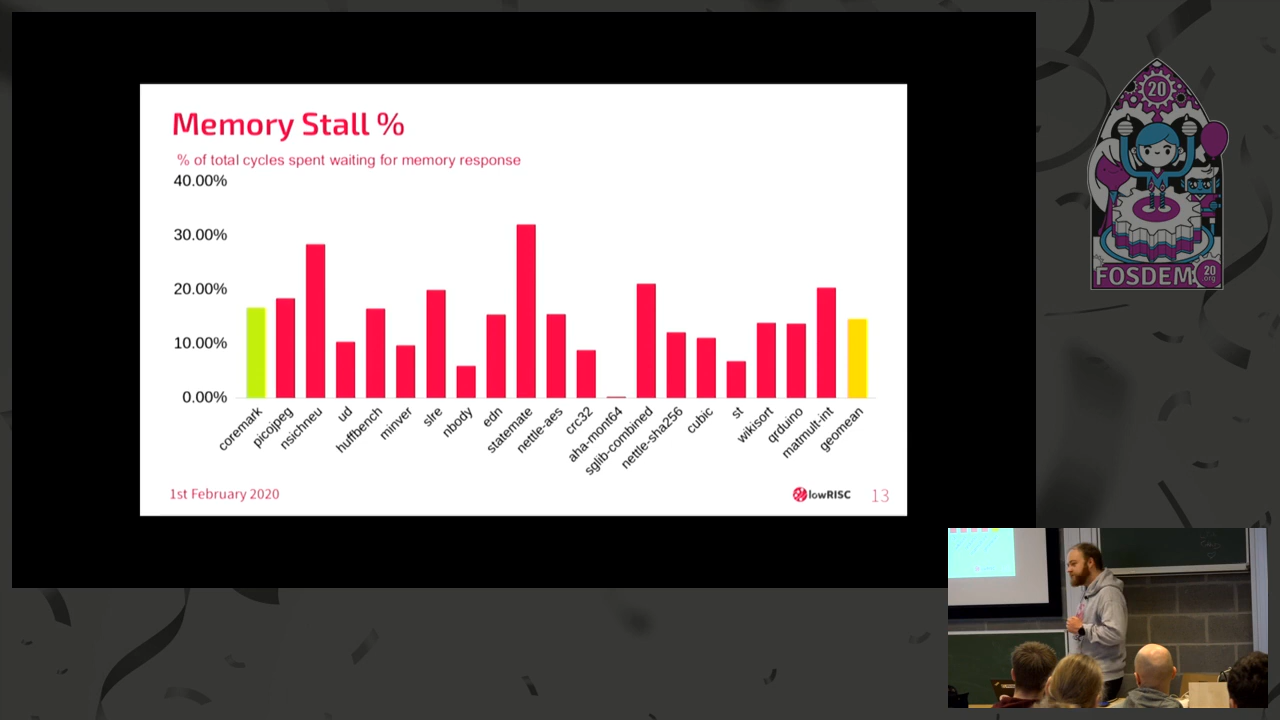 Memory Stall %
% of total cycles spent waiting for memory response
40.00%
30.00%
20.00%
10.00%
0.00%
coremark
picojpeg
nsichneu
ud
huffbench
minver
slre
nbody
edn
statemate
nettle-aes
crc32
aha-mont64
sglib-combined
nettle-sha256
cubic
st
wikisort
qrduino
matmult-int
geomean
1st February 2020
lowRISC
13
20
FOSDEM
20
.org